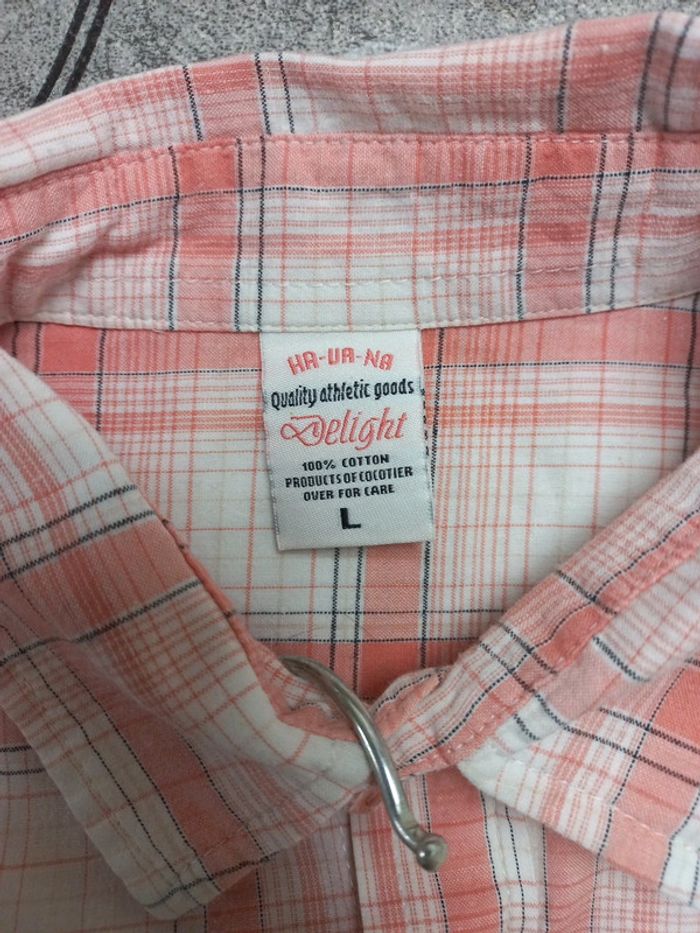 HA-UA-NA
Quality athletic goods
Delight
100% COTTON
PRODUCTS OF COCOTIER
OVER FOR CARE
L